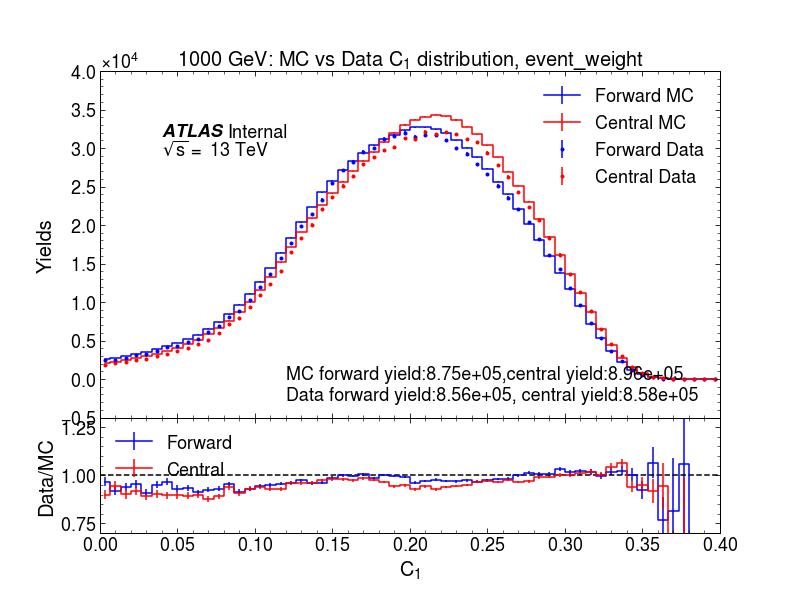 1000 GeV: MC vs Data C₁ distribution, event_weight
×10⁴
4.0
3.5
3.0
2.5
2.0
1.5
1.0
0.5
0.0
0.5
Yields
ATLAS Internal
√s = 13 TeV
Forward MC
Central MC
Forward Data
Central Data
MC forward yield:8.75e+05,central yield:8.96e+05
Data forward yield:8.56e+05, central yield:8.58e+05
1.25
1.00
0.75
Data/MC
Forward
Central
0.00 0.05 0.10 0.15 0.20 0.25 0.30 0.35 0.40
C₁